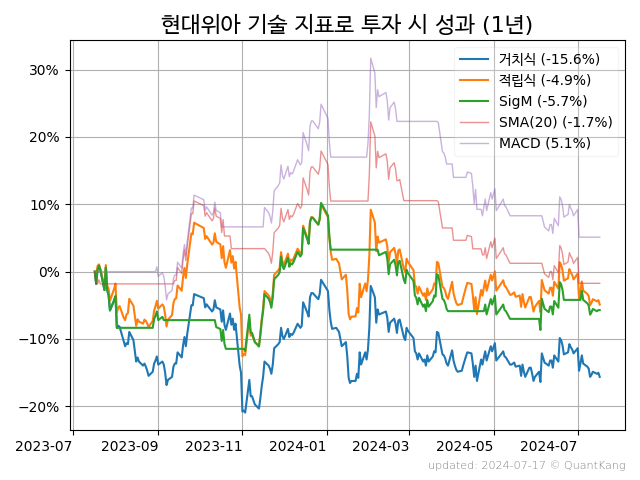 현대위아 기술 지표로 투자 시 성과 (1년)
거치식 (-15.6%)
적립식 (-4.9%)
SigM (-5.7%)
SMA(20) (-1.7%)
MACD (5.1%)
30%
20%
10%
0%
−10%
−20%
2023-07 2023-09 2023-11 2024-01 2024-03 2024-05 2024-07
updated: 2024-07-17 © QuantKang